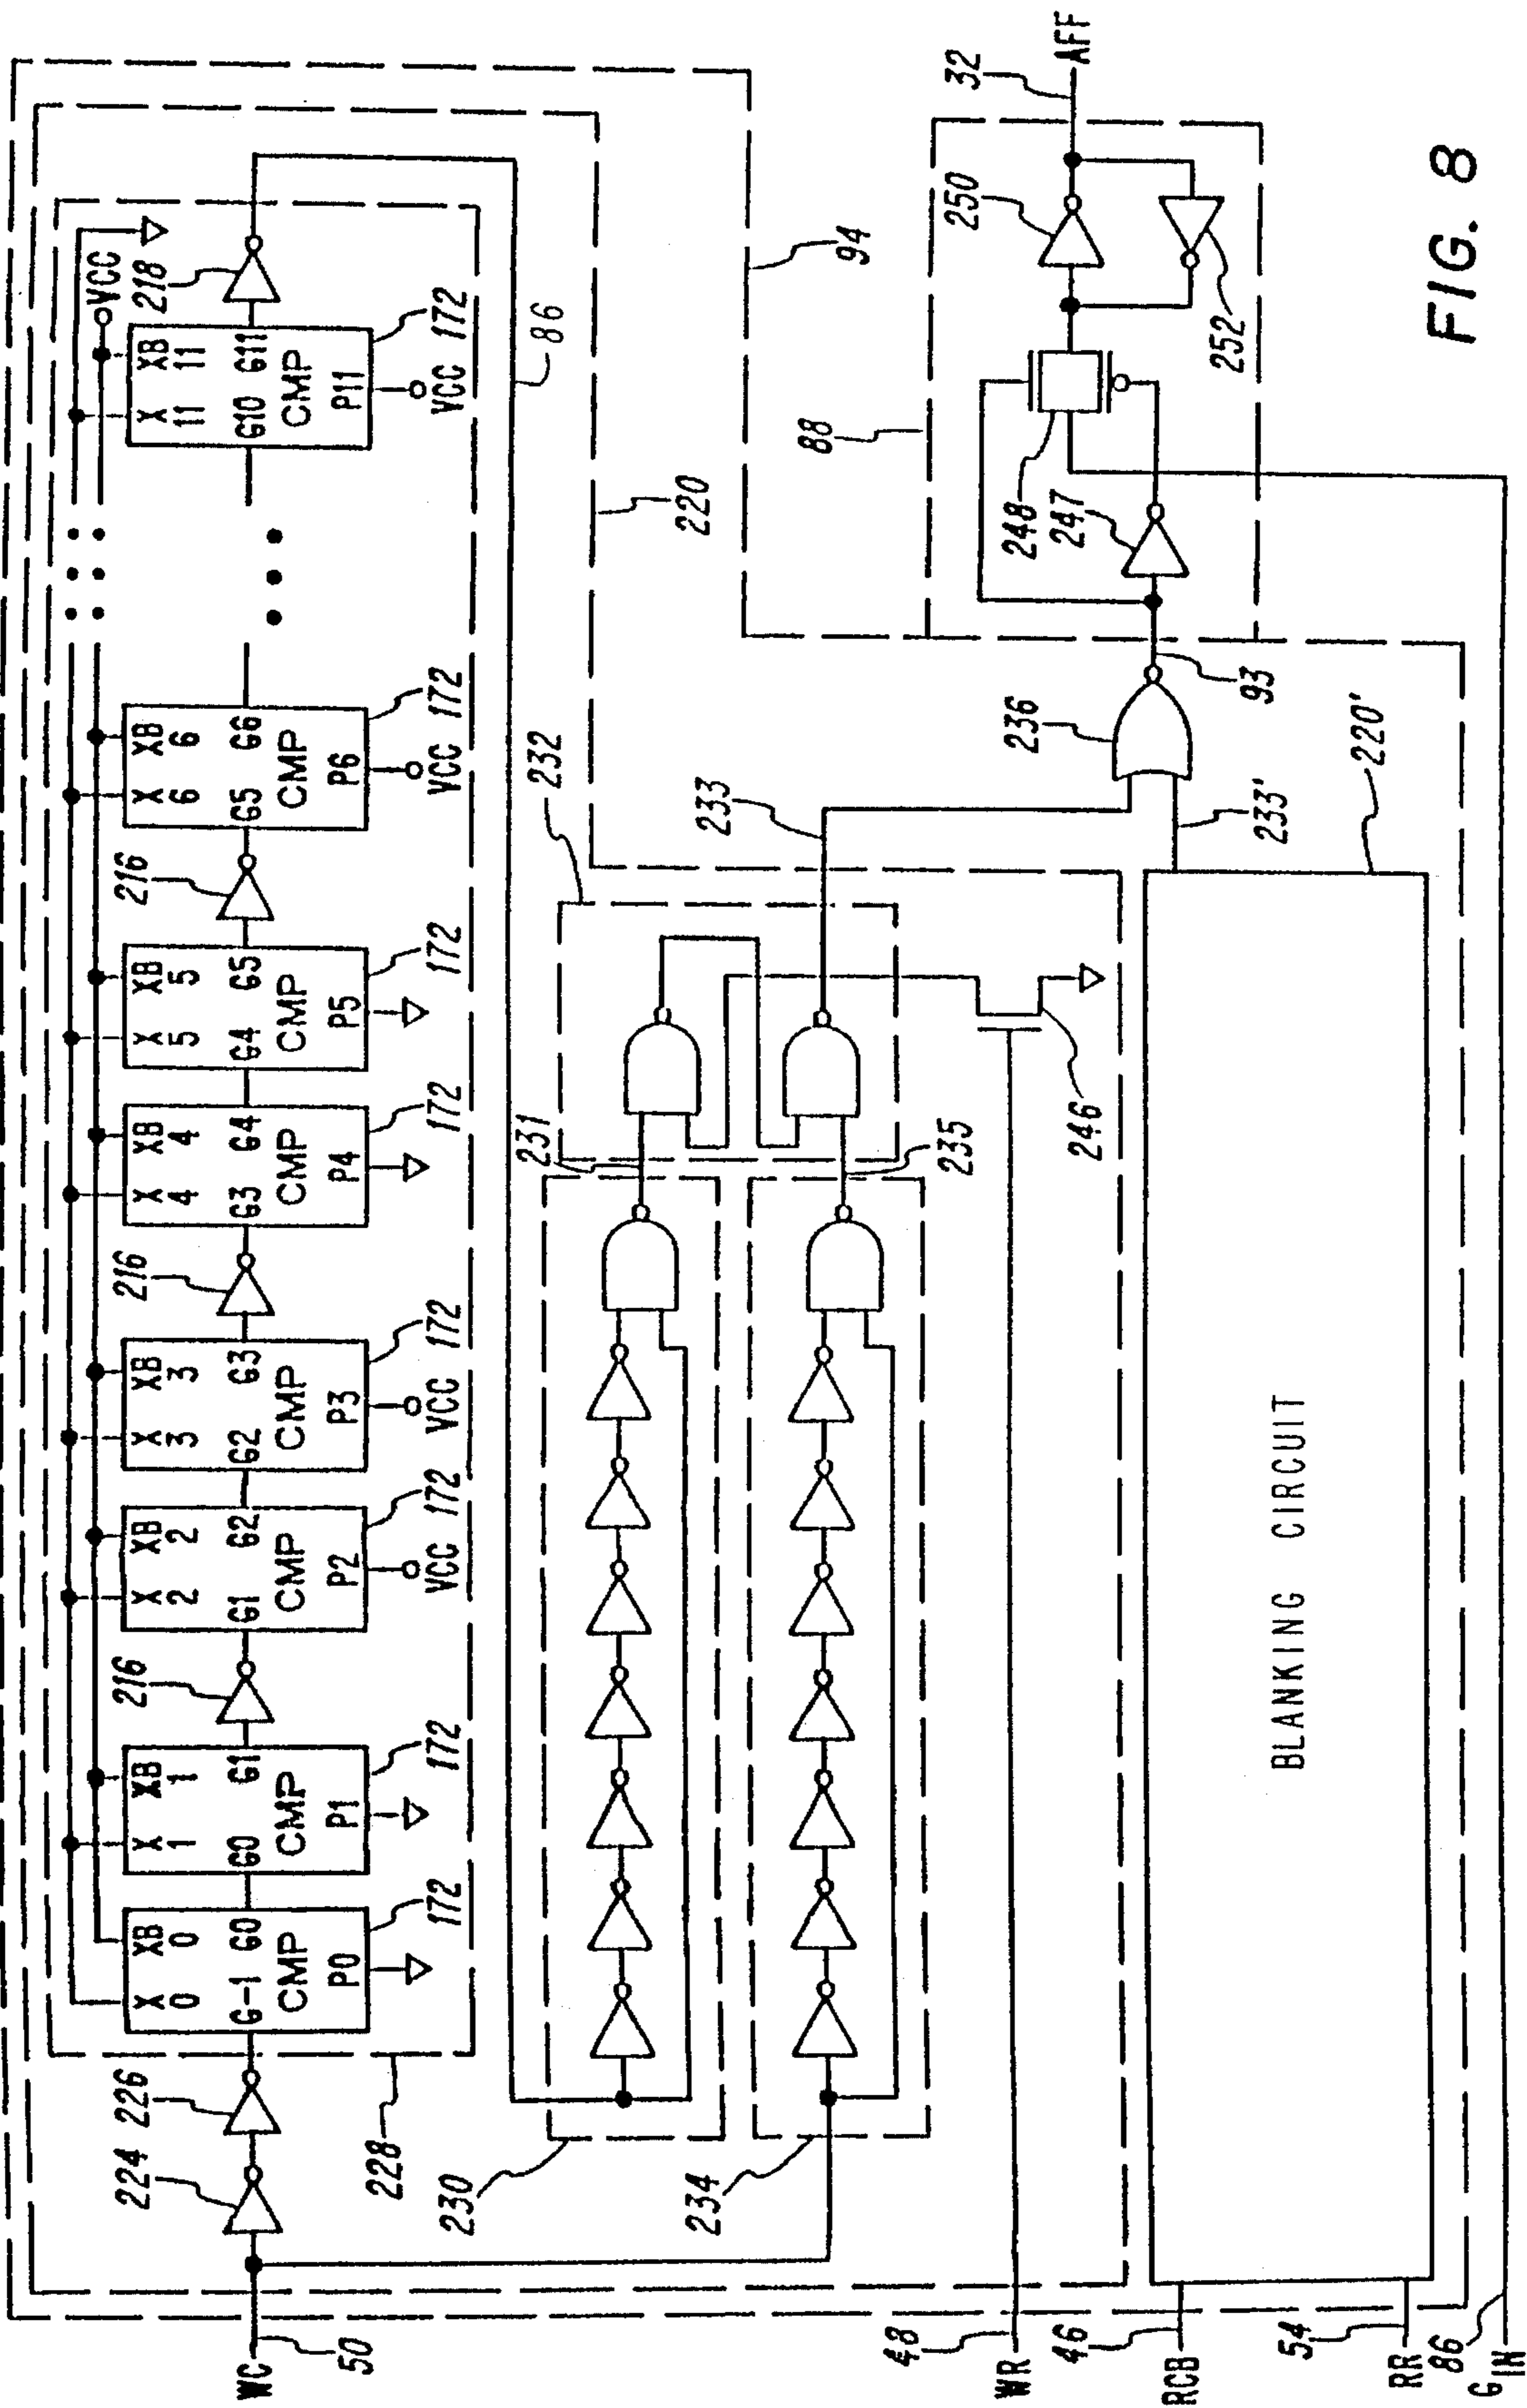 WC
50
224
226
228
X 0
XB 0
G-1 G0
CMP
P0
172
X 1
XB 1
G0 G1
CMP
P1
172
216
X 2
XB 2
G1 G2
CMP
P2
VCC
172
X 3
XB 3
G2 G3
CMP
P3
VCC
172
216
X 4
XB 4
G3 G4
CMP
P4
172
X 5
XB 5
G4 G5
CMP
P5
172
216
X 6
XB 6
G5 G6
CMP
P6
VCC
172
X 11
XB 11
G10 G11
CMP
P11
VCC
172
VCC
218
86
220
94
230
231
232
233
234
235
246
WR
48
RCB
46
RR
54
G IN
86
BLANKING CIRCUIT
220'
233'
236
93
88
247
248
250
252
32
AFF
FIG. 8